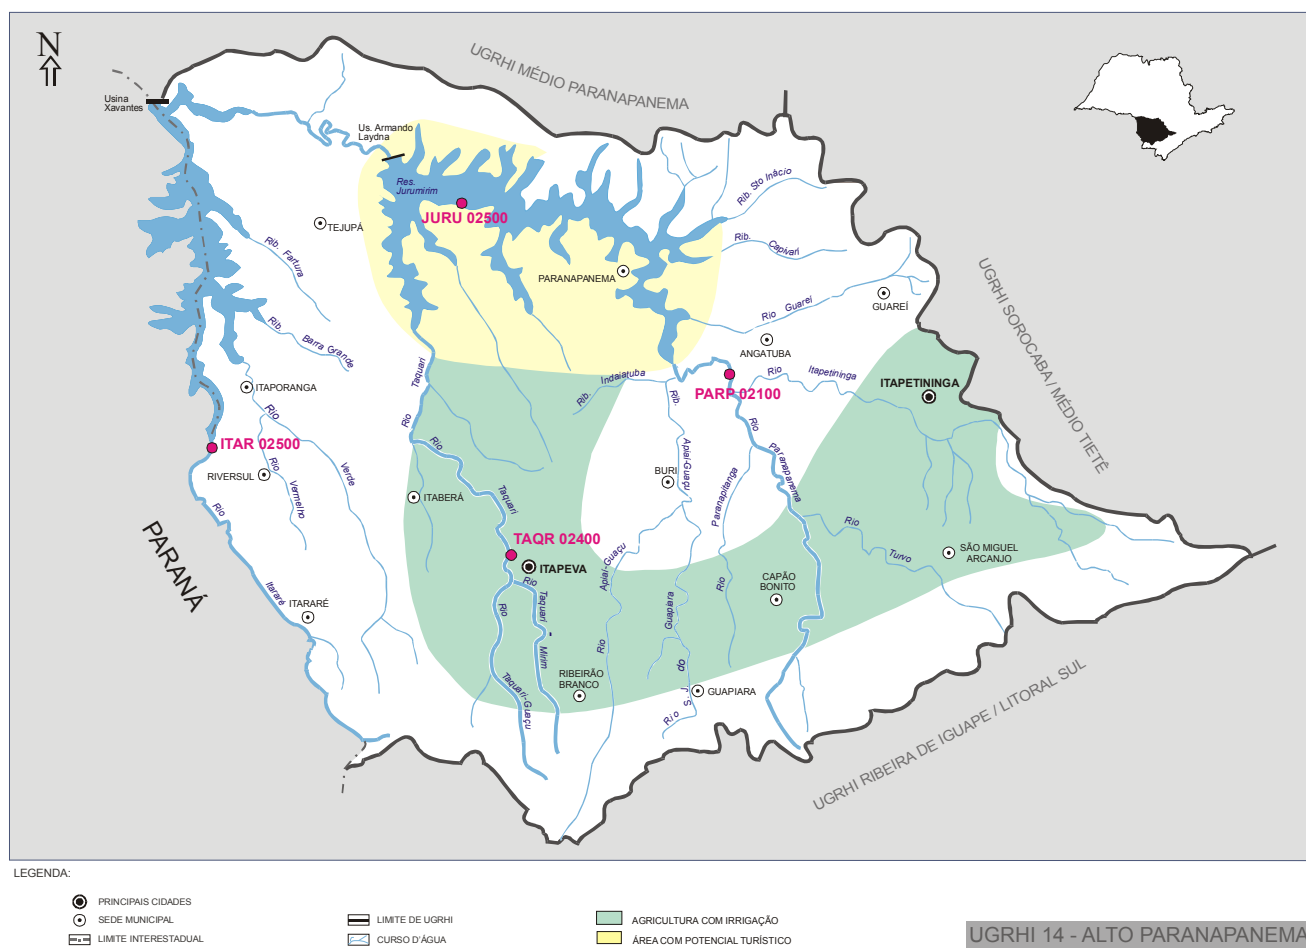 N
UGRHI MÉDIO PARANAPANEMA
Usina
Xavantes
Us. Armando
Laydna
Res.
Jurumirim
JURU 02500
Rib. Sto Inácio
TEJUPÁ
Rib. Fartura
Rib. Capivari
PARANAPANEMA
UGRHI SOROCABA / MÉDIO TIETÊ
GUAREÍ
Rio Guareí
Rib. Barra Grande
ANGATUBA
Taquari
Rio
Rib. Indaiatuba
Rio Itapetininga
ITAPETININGA
ITAPORANGA
PARP 02100
Rib. Apiaí-Guaçu
Rio
ITAR 02500
Rio
Rio Paranapanema
Verde
RIVERSUL
Rio Vermelho
BURI
Paranapitanga
Rio
ITABERÁ
Taquari
Rio
PARANÁ
TAQR 02400
ITAPEVA
Rio Turvo
SÃO MIGUEL
ARCANJO
Apiaí-Guaçu
Rio
CAPÃO
BONITO
Itararé
ITARARÉ
Rio
Taquari
Mirim
Rio
Taquari-Guaçu
Guapiara
do
S.J.
Rio
RIBEIRÃO
BRANCO
GUAPIARA
UGRHI RIBEIRA DE IGUAPE / LITORAL SUL
LEGENDA:
PRINCIPAIS CIDADES
SEDE MUNICIPAL
LIMITE INTERESTADUAL
LIMITE DE UGRHI
CURSO D'ÁGUA
AGRICULTURA COM IRRIGAÇÃO
ÁREA COM POTENCIAL TURÍSTICO
UGRHI 14 - ALTO PARANAPANEMA